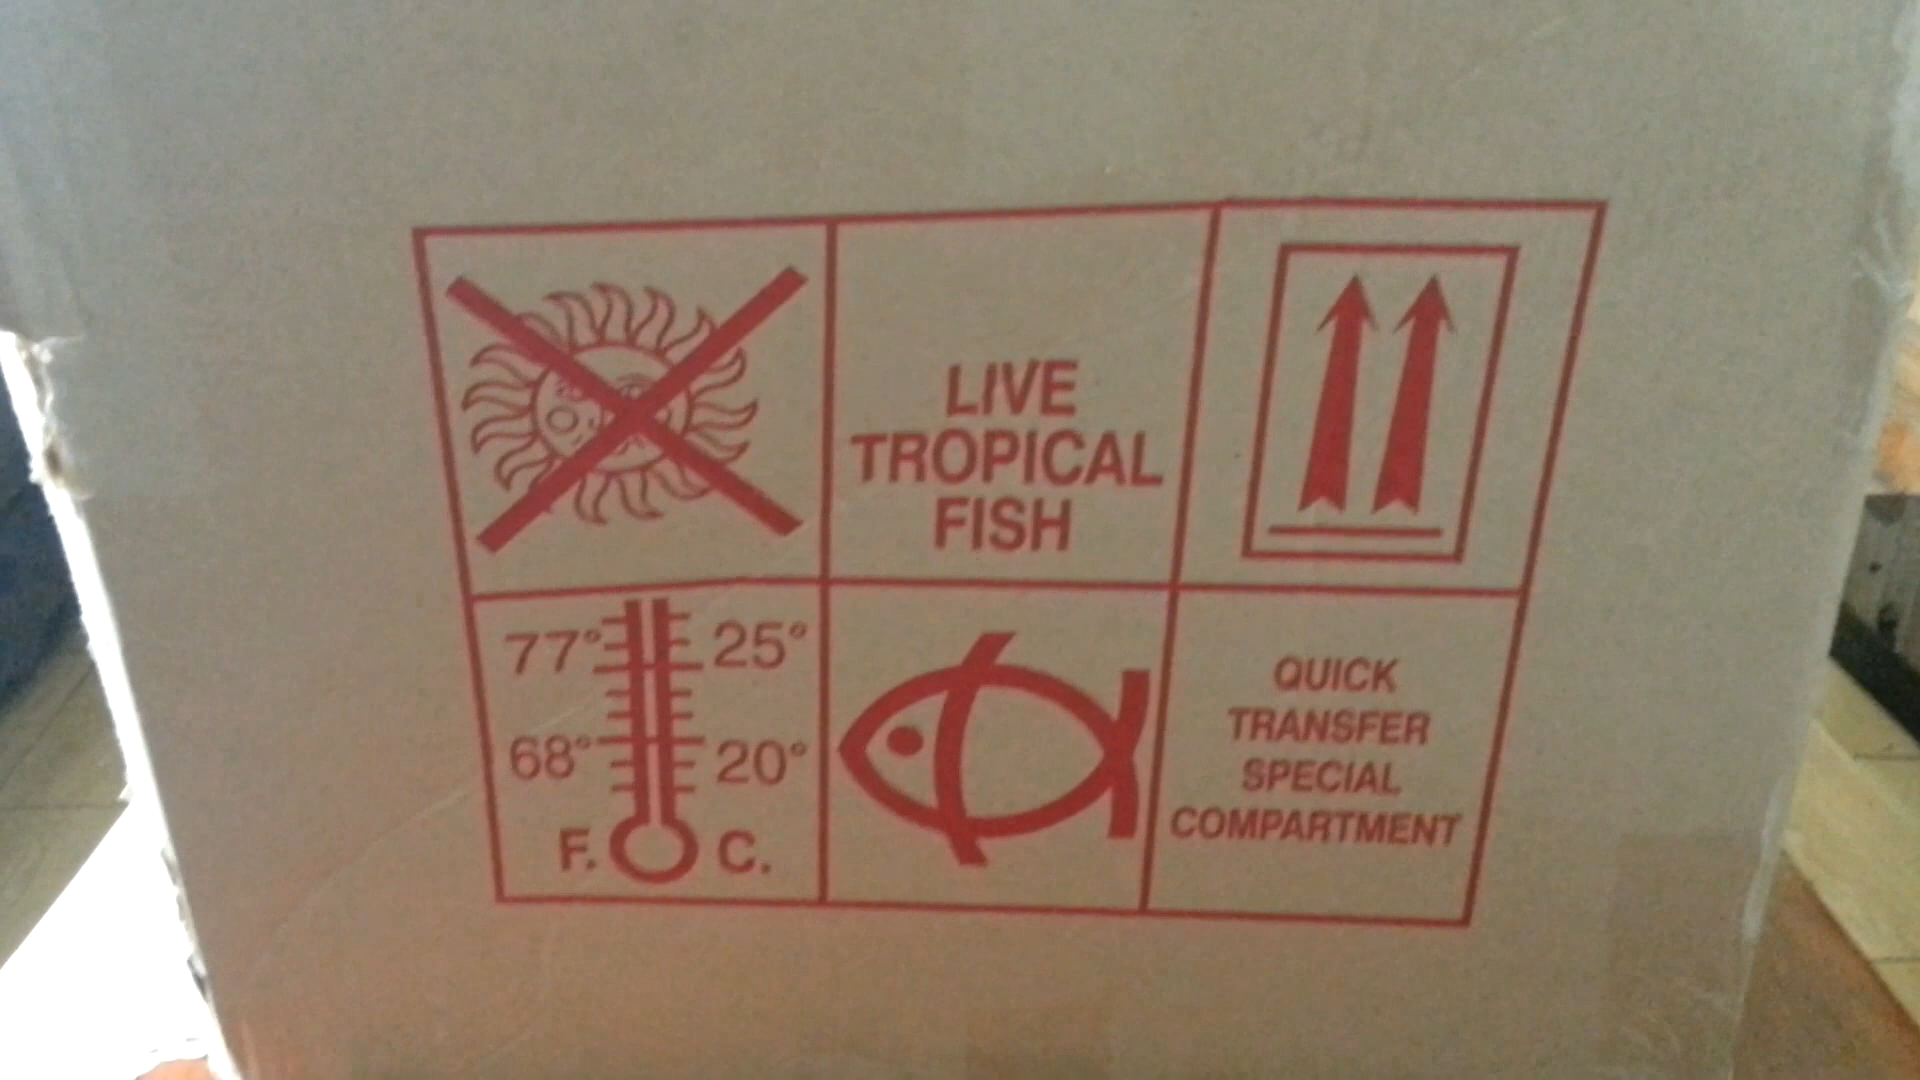 LIVE
TROPICAL
FISH
77° 25°
68° 20°
F. C.
QUICK
TRANSFER
SPECIAL
COMPARTMENT